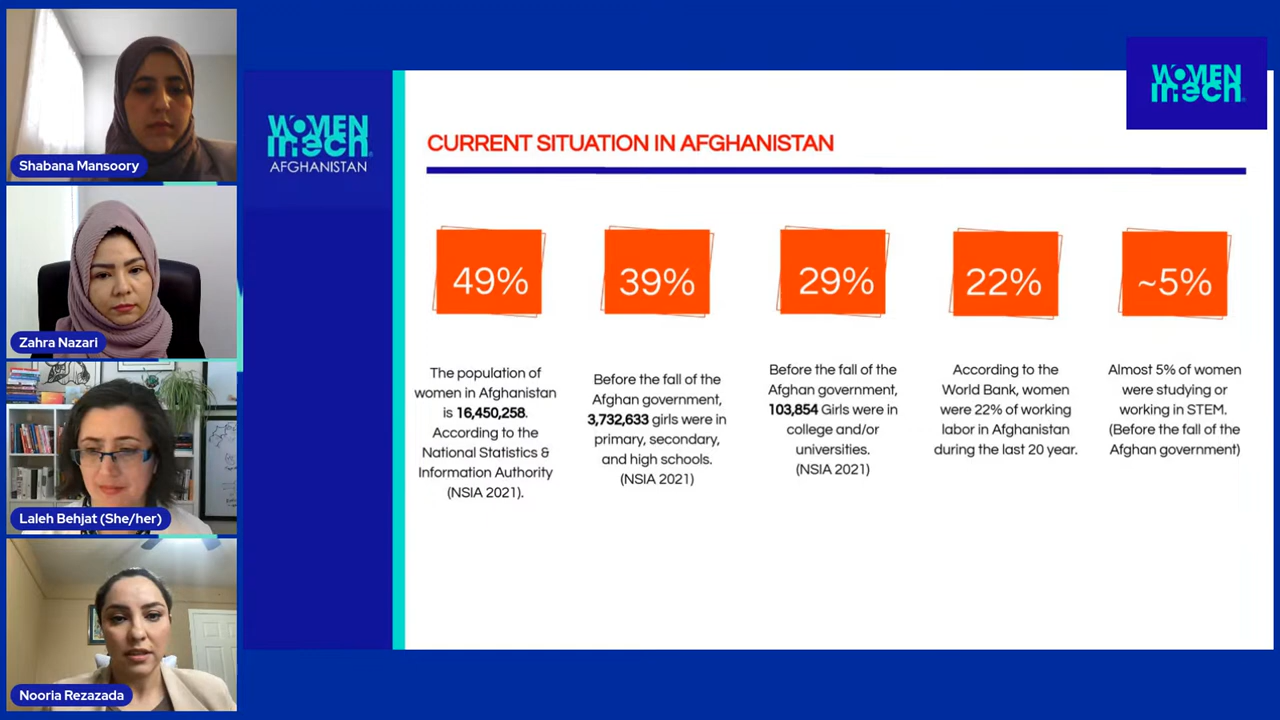 Shabana Mansoory
Zahra Nazari
Laleh Behjat (She/her)
Nooria Rezazada
WOMEN
in tech®
AFGHANISTAN
WOMEN
in tech®
CURRENT SITUATION IN AFGHANISTAN
49%
The population of
women in Afghanistan
is 16,450,258.
According to the
National Statistics &
Information Authority
(NSIA 2021).
39%
Before the fall of the
Afghan government,
3,732,633 girls were in
primary, secondary,
and high schools.
(NSIA 2021)
29%
Before the fall of the
Afghan government,
103,854 Girls were in
college and/or
universities.
(NSIA 2021)
22%
According to the
World Bank, women
were 22% of working
labor in Afghanistan
during the last 20 year.
~5%
Almost 5% of women
were studying or
working in STEM.
(Before the fall of the
Afghan government)